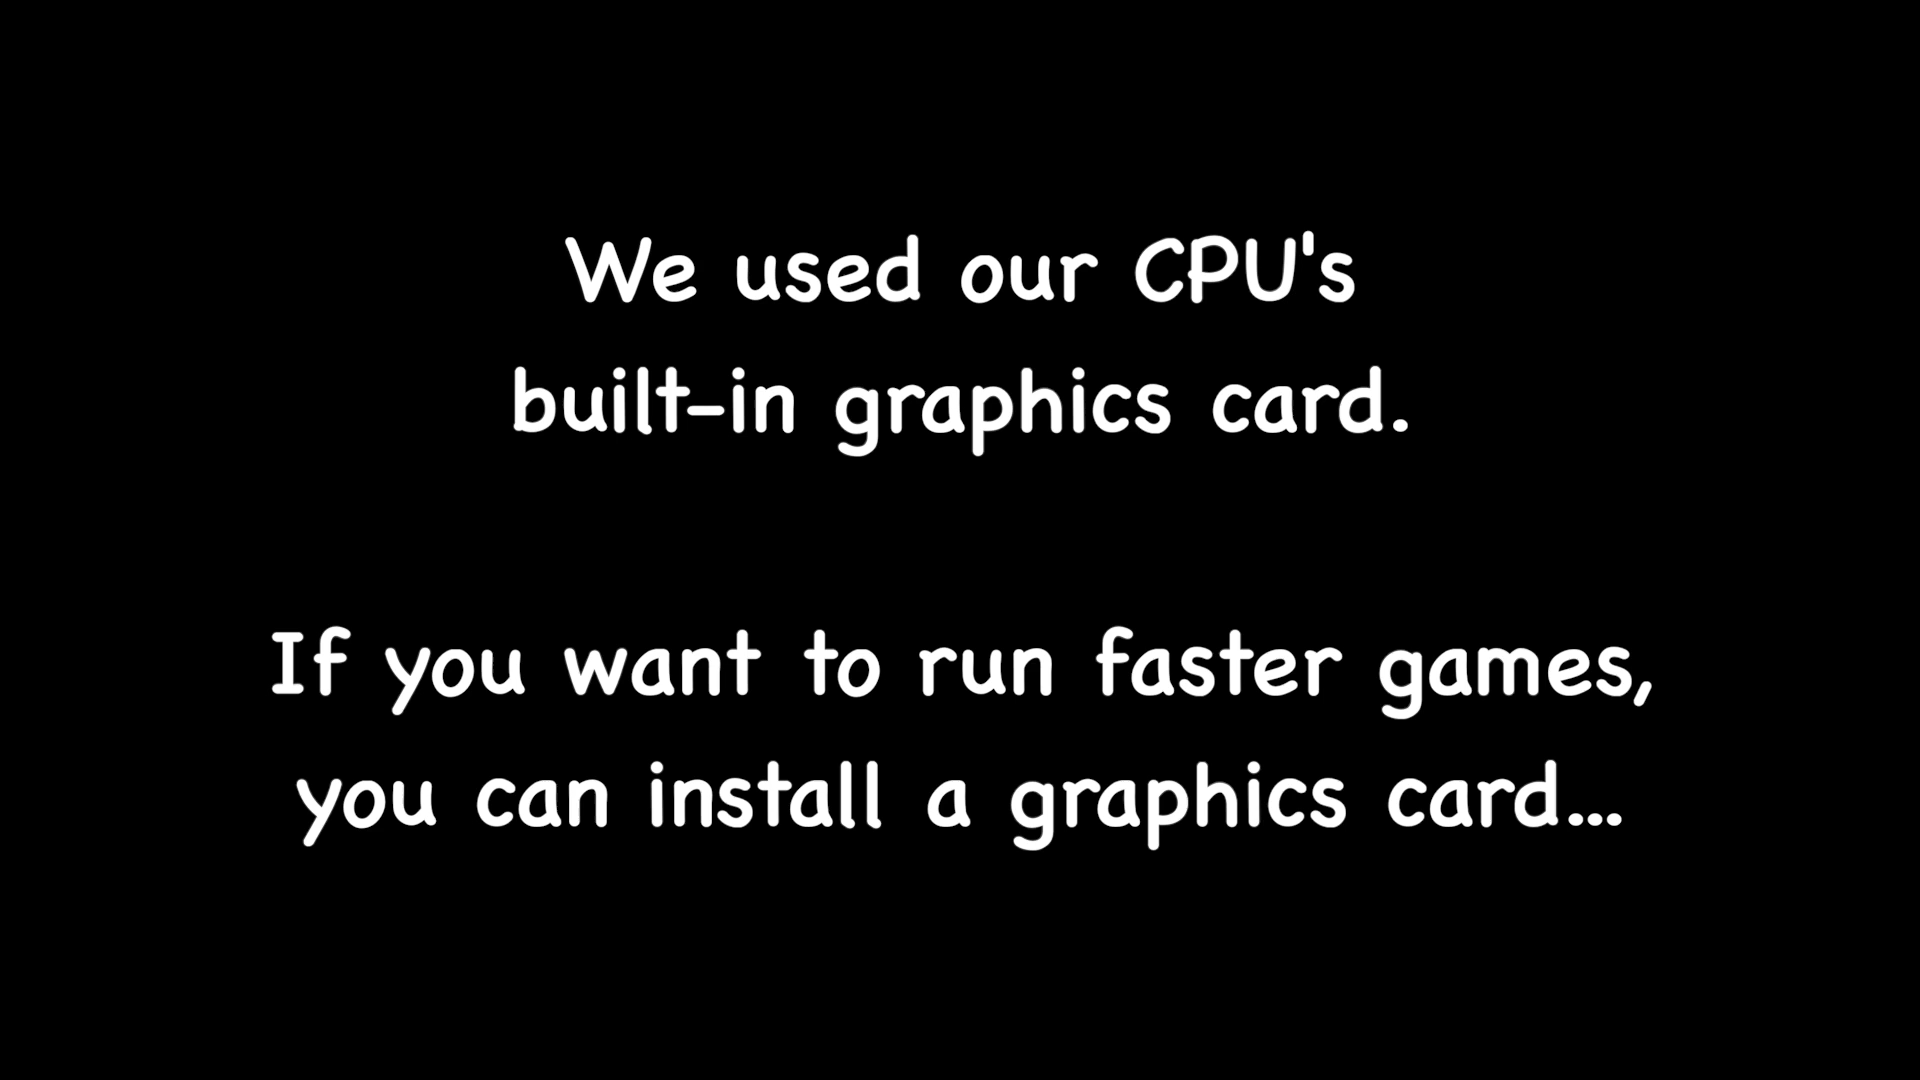 We used our CPU's
built-in graphics card.
If you want to run faster games,
you can install a graphics card...